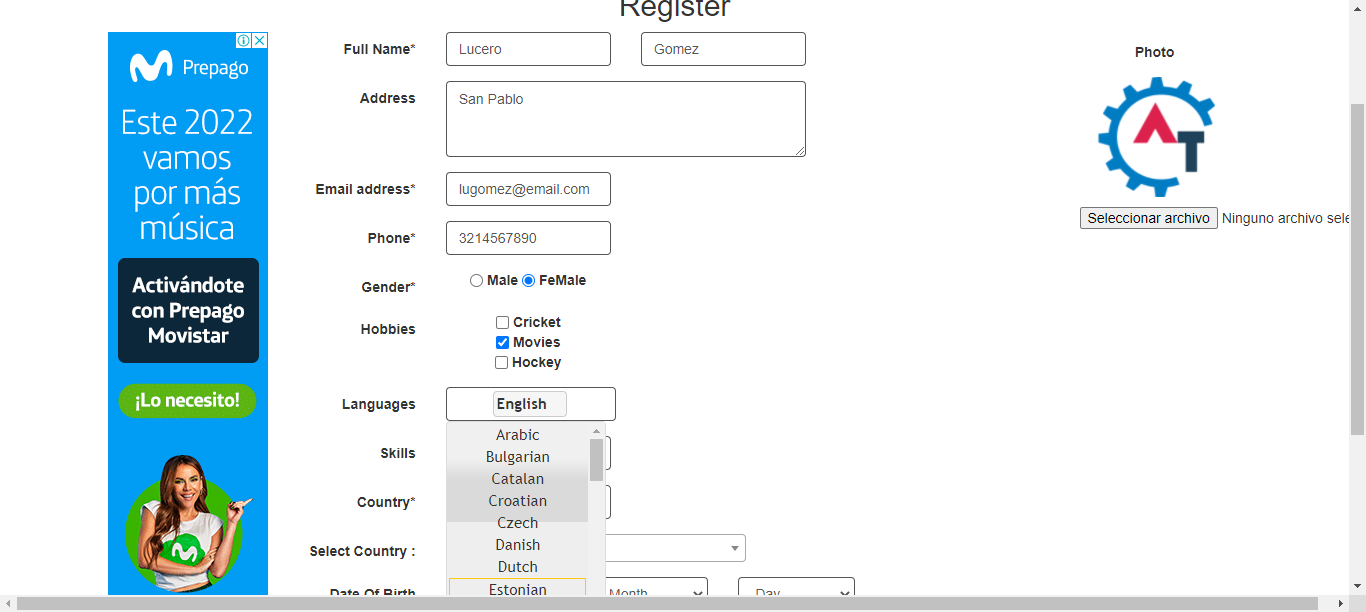 Register
Prepago
Este 2022
vamos
por más
música
Activándote
con Prepago
Movistar
¡Lo necesito!
Full Name*
Lucero
Gomez
Address
San Pablo
Email address*
lugomez@email.com
Phone*
3214567890
Gender*
Male
FeMale
Hobbies
Cricket
Movies
Hockey
Languages
English
Arabic
Bulgarian
Catalan
Croatian
Czech
Danish
Dutch
Estonian
Skills
Country*
Select Country :
Date Of Birth
Month
Day
Photo
AT
Seleccionar archivo
Ninguno archivo sele